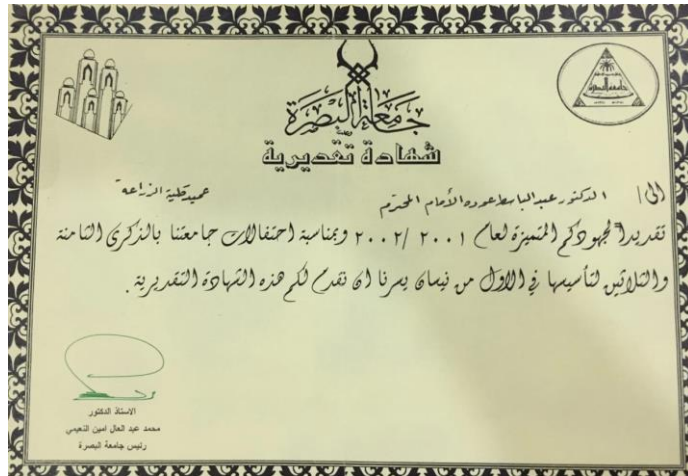 جامعة البصرة
شهادة تقديرية
الى / الدكتور عبد الباسط عوده الأمام المحترم عميد كلية الزراعة
تقديراً لجهودكم المتميزة لعام ٢٠٠١ / ٢٠٠٢ وبمناسبة احتفالات جامعتنا بالذكرى الثامنة
والثلاثين لتأسيسها في الاول من نيسان يسرنا ان نقدم لكم هذه الشهادة التقديرية .
الاستاذ الدكتور
محمد عبد العال امين النعيمي
رئيس جامعة البصرة